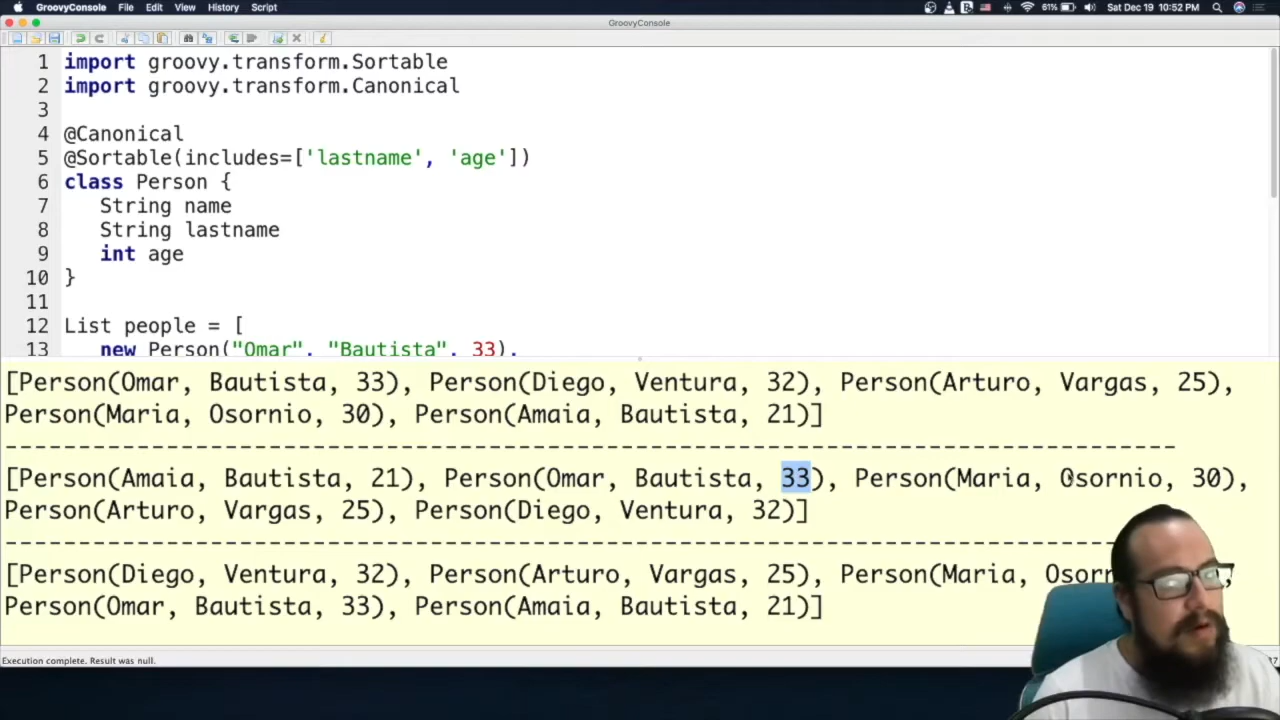 GroovyConsole File Edit View History Script 61% Sat Dec 19 10:52 PM
GroovyConsole
1 import groovy.transform.Sortable
2 import groovy.transform.Canonical
3
4 @Canonical
5 @Sortable(includes=['lastname', 'age'])
6 class Person {
7 String name
8 String lastname
9 int age
10 }
11
12 List people = [
13 new Person("Omar", "Bautista", 33),
[Person(Omar, Bautista, 33), Person(Diego, Ventura, 32), Person(Arturo, Vargas, 25),
Person(Maria, Osornio, 30), Person(Amaia, Bautista, 21)]
--------------------------------------------------------------------------------
[Person(Amaia, Bautista, 21), Person(Omar, Bautista, 33), Person(Maria, Osornio, 30),
Person(Arturo, Vargas, 25), Person(Diego, Ventura, 32)]
--------------------------------------------------------------------------------
[Person(Diego, Ventura, 32), Person(Arturo, Vargas, 25), Person(Maria,
Person(Omar, Bautista, 33), Person(Amaia, Bautista, 21)]
Execution complete. Result was null.